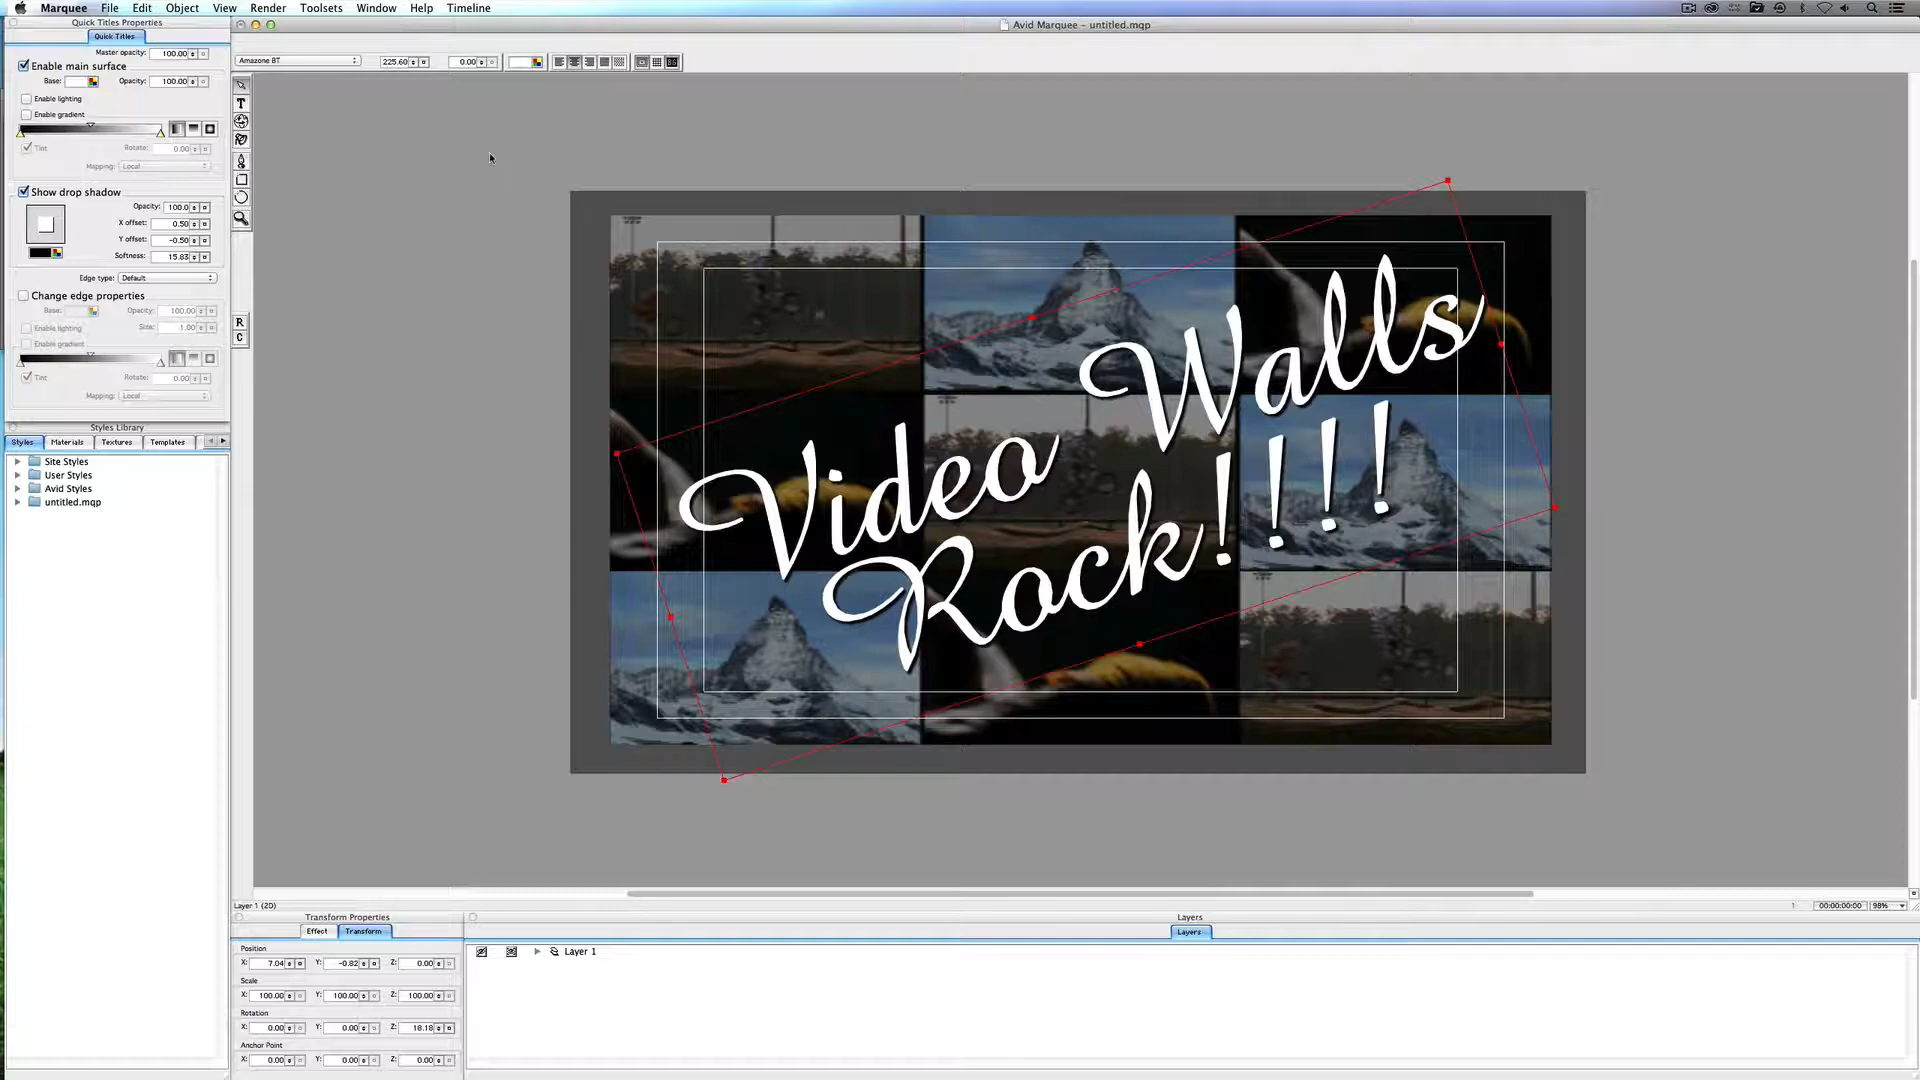 Marquee File Edit View Object Render Toolsets Window Help Timeline
Quick Titles Properties
Avid Marquee - untitled.mqp
Quick Titles
Master opacity: 100.00
Amazone BT 225.60 0.00
Enable main surface
Base: Opacity: 100.00
Enable lighting
Enable gradient
Tint Rotate: 0.00
Mapping: Local
Show drop shadow
Opacity: 100.0
X offset: 0.50
Y offset: -0.50
Softness: 15.83
Edge type: Default
Change edge properties
Base: Opacity: 100.00
Enable lighting Size: 1.00
Enable gradient
Tint Rotate: 0.00
Mapping: Local
T
R
C
Styles Library
Styles Materials Textures Templates
Site Styles
User Styles
Avid Styles
untitled.mqp
Video Walls
Rock!!!!
Layer 1 (2D)
1 00:00:00:00 98%
Transform Properties
Effect Transform
Position
X: 7.04 Y: -0.82 Z: 0.00
Scale
X: 100.00 Y: 100.00 Z: 100.00
Rotation
X: 0.00 Y: 0.00 Z: 18.18
Anchor Point
X: 0.00 Y: 0.00 Z: 0.00
Layers
Layers
Layer 1